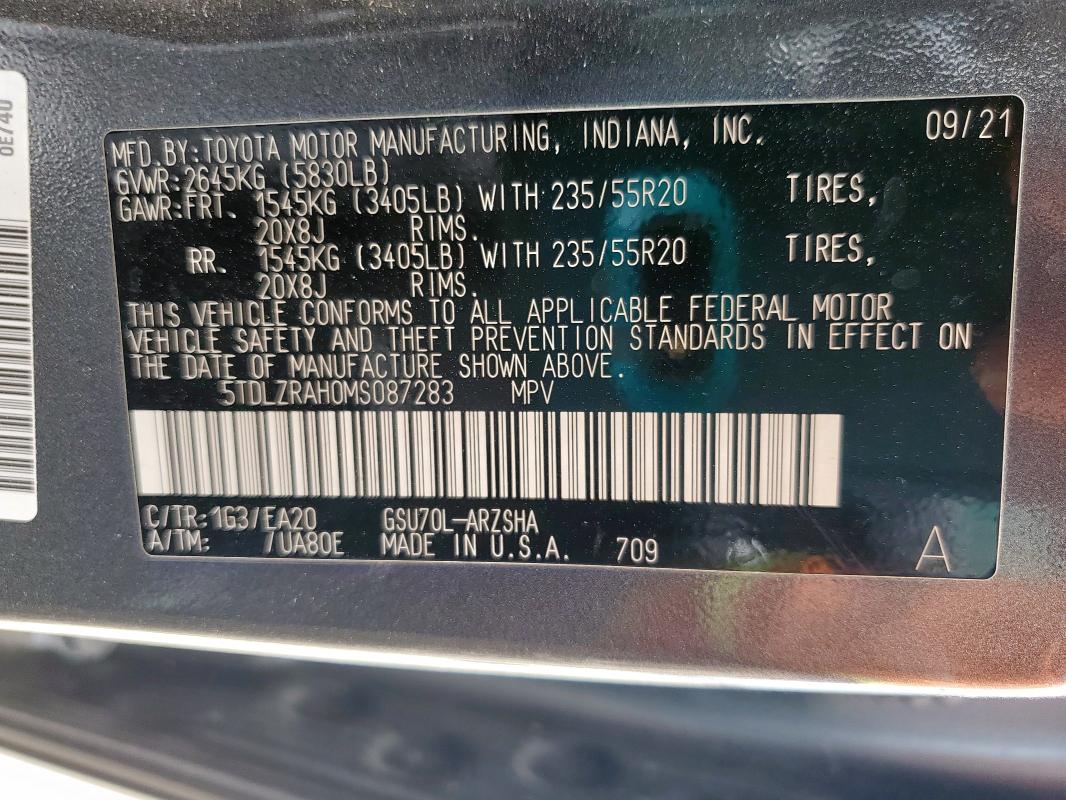 0E740
MFD.BY:TOYOTA MOTOR MANUFACTURING, INDIANA, INC. 09/21
GVWR:2645KG (5830LB)
GAWR:FRT. 1545KG (3405LB) WITH 235/55R20 TIRES,
20X8J RIMS.
RR. 1545KG (3405LB) WITH 235/55R20 TIRES,
20X8J RIMS.
THIS VEHICLE CONFORMS TO ALL APPLICABLE FEDERAL MOTOR
VEHICLE SAFETY AND THEFT PREVENTION STANDARDS IN EFFECT ON
THE DATE OF MANUFACTURE SHOWN ABOVE.
5TDLZRAH0MS087283 MPV
C/TR:1G3/EA20 GSU70L-ARZSHA
A/TM: /UA80E MADE IN U.S.A. 709 A